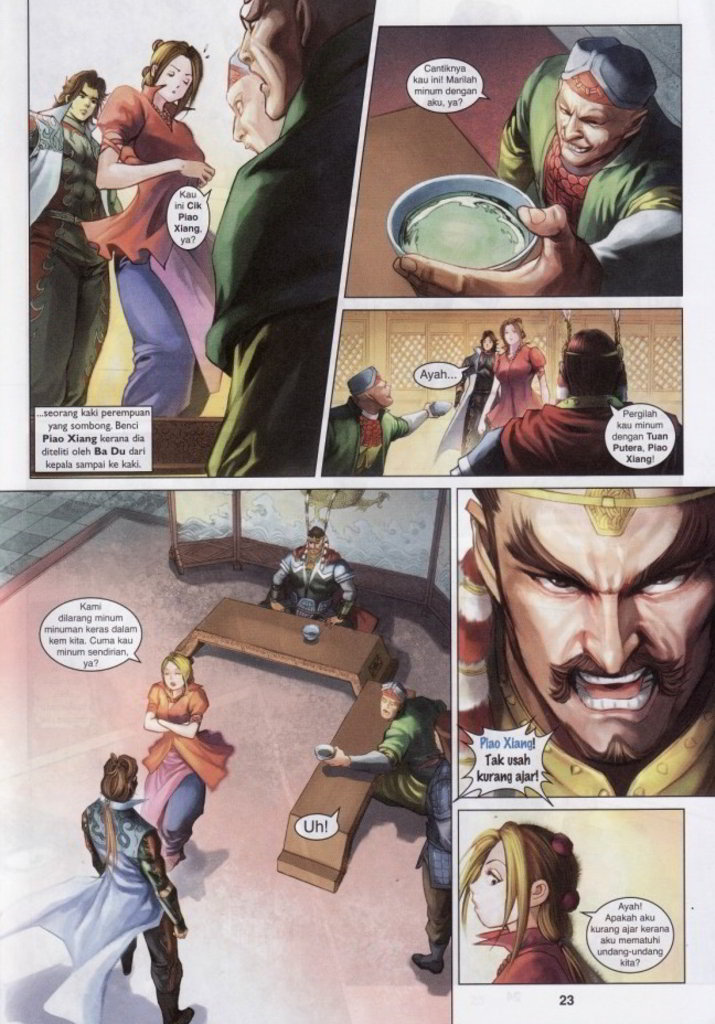 Kau
ini Cik
Piao
Xiang,
ya?
...seorang kaki perempuan
yang sombong. Benci
Piao Xiang kerana dia
diteliti oleh Ba Du dari
kepala sampai ke kaki.
Cantiknya
kau ini! Marilah
minum dengan
aku, ya?
Ayah...
Pergilah
kau minum
dengan Tuan
Putera, Piao
Xiang!
Kami
dilarang minum
minuman keras dalam
kem kita. Cuma kau
minum sendirian,
ya?
Uh!
Piao Xiang!
Tak usah
kurang ajar!
Ayah!
Apakah aku
kurang ajar kerana
aku mematuhi
undang-undang
kita?
23